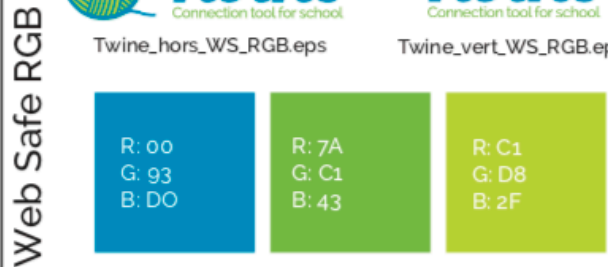 Web Safe RGB
Connection tool for school
Connection tool for school
Twine_hors_WS_RGB.eps
Twine_vert_WS_RGB.ep
R: 00
G: 93
B: DO
R: 7A
G: C1
B: 43
R: C1
G: D8
B: 2F